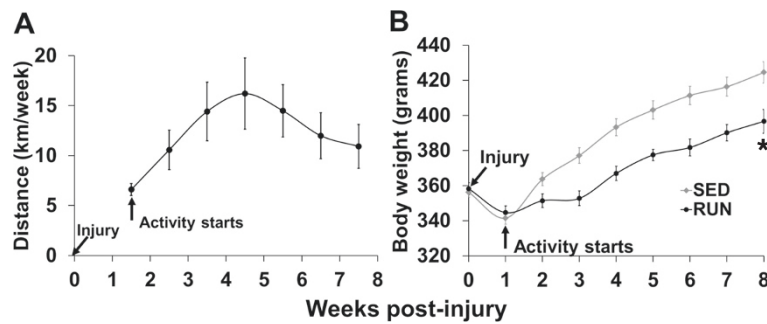 A
Distance (km/week)
20
15
10
5
0
Injury
Activity starts
0 1 2 3 4 5 6 7 8
B
Body weight (grams)
440
420
400
380
360
340
320
Injury
Activity starts
SED
RUN
*
0 1 2 3 4 5 6 7 8
Weeks post-injury